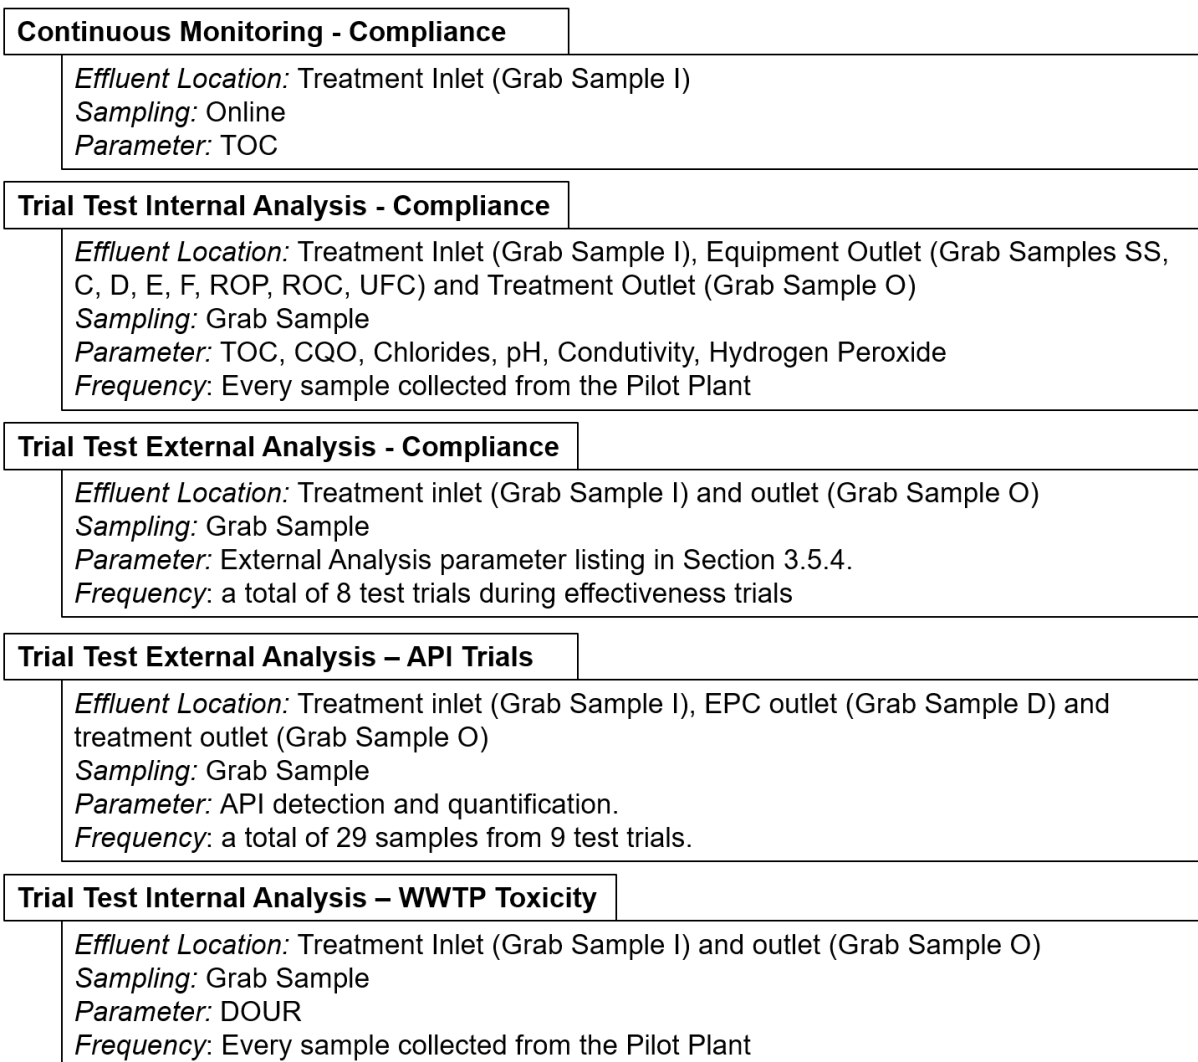 Continuous Monitoring - Compliance
Effluent Location: Treatment Inlet (Grab Sample I)
Sampling: Online
Parameter: TOC
Trial Test Internal Analysis - Compliance
Effluent Location: Treatment Inlet (Grab Sample I), Equipment Outlet (Grab Samples SS,
C, D, E, F, ROP, ROC, UFC) and Treatment Outlet (Grab Sample O)
Sampling: Grab Sample
Parameter: TOC, CQO, Chlorides, pH, Condutivity, Hydrogen Peroxide
Frequency: Every sample collected from the Pilot Plant
Trial Test External Analysis - Compliance
Effluent Location: Treatment inlet (Grab Sample I) and outlet (Grab Sample O)
Sampling: Grab Sample
Parameter: External Analysis parameter listing in Section 3.5.4.
Frequency: a total of 8 test trials during effectiveness trials
Trial Test External Analysis – API Trials
Effluent Location: Treatment inlet (Grab Sample I), EPC outlet (Grab Sample D) and
treatment outlet (Grab Sample O)
Sampling: Grab Sample
Parameter: API detection and quantification.
Frequency: a total of 29 samples from 9 test trials.
Trial Test Internal Analysis – WWTP Toxicity
Effluent Location: Treatment Inlet (Grab Sample I) and outlet (Grab Sample O)
Sampling: Grab Sample
Parameter: DOUR
Frequency: Every sample collected from the Pilot Plant